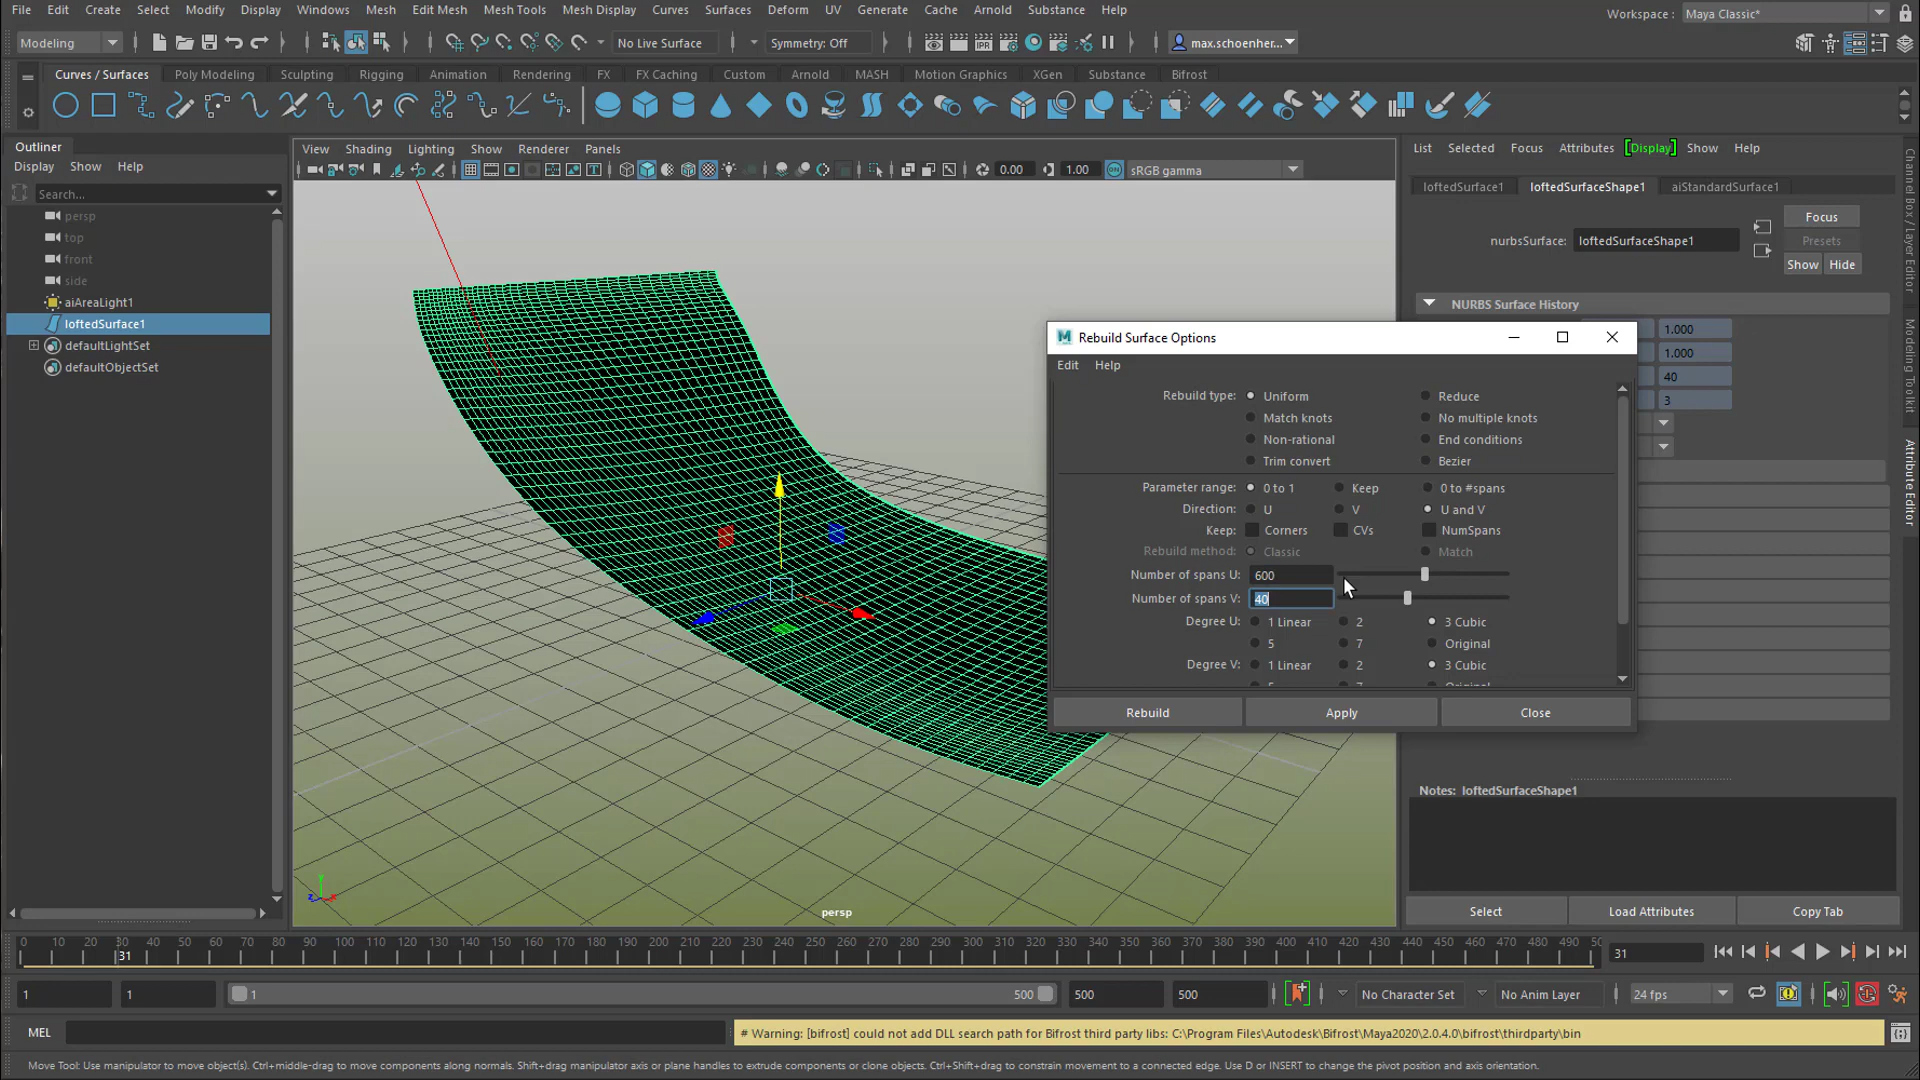 File Edit Create Select Modify Display Windows Mesh Edit Mesh Mesh Tools Mesh Display Curves Surfaces Deform UV Generate Cache Arnold Substance Help
Workspace : Maya Classic*
Modeling
No Live Surface
Symmetry: Off
max.schoenher...
Curves / Surfaces Poly Modeling Sculpting Rigging Animation Rendering FX FX Caching Custom Arnold MASH Motion Graphics XGen Substance Bifrost
Outliner
Display Show Help
Search...
persp
top
front
side
aiAreaLight1
loftedSurface1
defaultLightSet
defaultObjectSet
View Shading Lighting Show Renderer Panels
0.00 1.00 sRGB gamma
persp
List Selected Focus Attributes [Display] Show Help
loftedSurface1 loftedSurfaceShape1 aiStandardSurface1
nurbsSurface: loftedSurfaceShape1
Focus
Presets
Show Hide
NURBS Surface History
1.000
1.000
40
3
Channel Box / Layer Editor
Modeling Toolkit
Attribute Editor
Rebuild Surface Options
Edit Help
Rebuild type: Uniform Reduce
Match knots No multiple knots
Non-rational End conditions
Trim convert Bezier
Parameter range: 0 to 1 Keep 0 to #spans
Direction: U V U and V
Keep: Corners CVs NumSpans
Rebuild method: Classic Match
Number of spans U: 600
Number of spans V: 40
Degree U: 1 Linear 2 3 Cubic
5 7 Original
Degree V: 1 Linear 2 3 Cubic
Rebuild Apply Close
Notes: loftedSurfaceShape1
Select Load Attributes Copy Tab
0 10 20 30 40 50 60 70 80 90 100 110 120 130 140 150 160 170 180 190 200 210 220 230 240 250 260 270 280 290 300 310 320 330 340 350 360 370 380 390 400 410 420 430 440 450 460 470 480 490 50
31
31
1 1 1 500 500 500 No Character Set No Anim Layer 24 fps
MEL
# Warning: [bifrost] could not add DLL search path for Bifrost third party libs: C:\Program Files\Autodesk\Bifrost\Maya2020\2.0.4.0\bifrost\thirdparty\bin
Move Tool: Use manipulator to move object(s). Ctrl+middle-drag to move components along normals. Shift+drag manipulator axis or plane handles to extrude components or clone objects. Ctrl+Shift+drag to constrain movement to a connected edge. Use D or INSERT to change the pivot position and axis orientation.